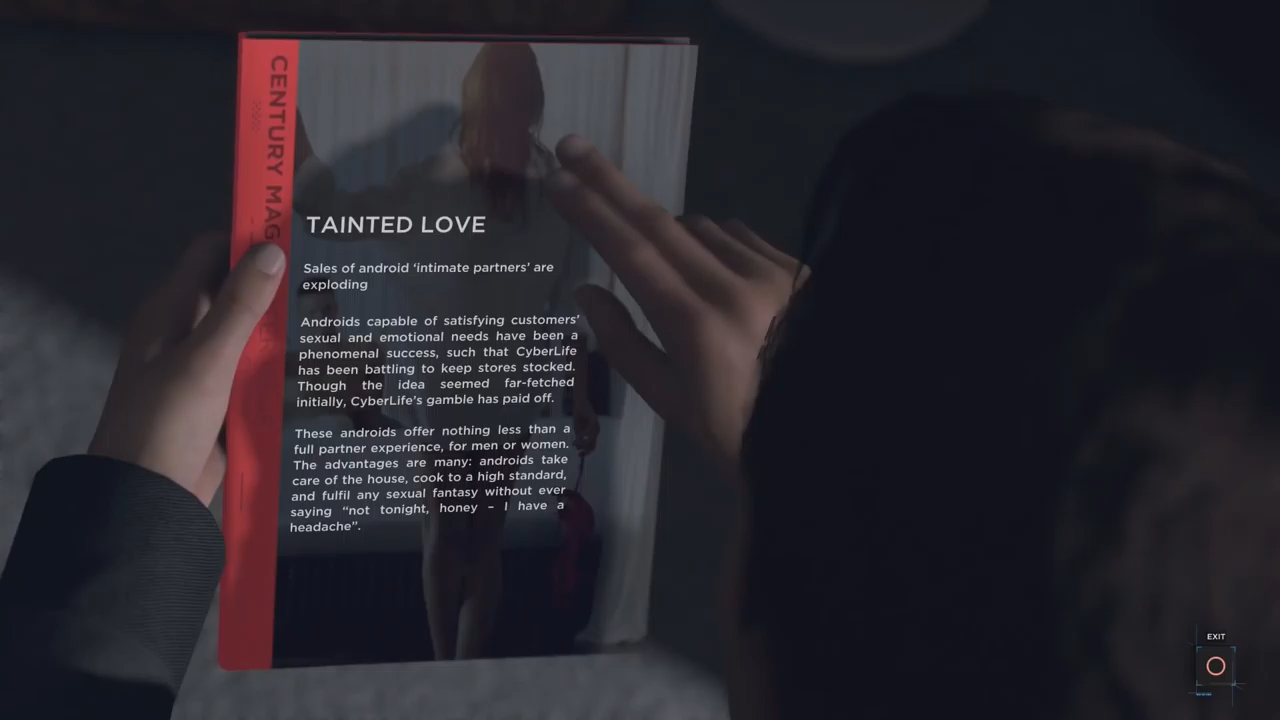 CENTURY MAG
TAINTED LOVE
Sales of android ‘intimate partners’ are
exploding
Androids capable of satisfying customers’
sexual and emotional needs have been a
phenomenal success, such that CyberLife
has been battling to keep stores stocked.
Though the idea seemed far-fetched
initially, CyberLife’s gamble has paid off.
These androids offer nothing less than a
full partner experience, for men or women.
The advantages are many: androids take
care of the house, cook to a high standard,
and fulfil any sexual fantasy without ever
saying “not tonight, honey – I have a
headache”.
EXIT